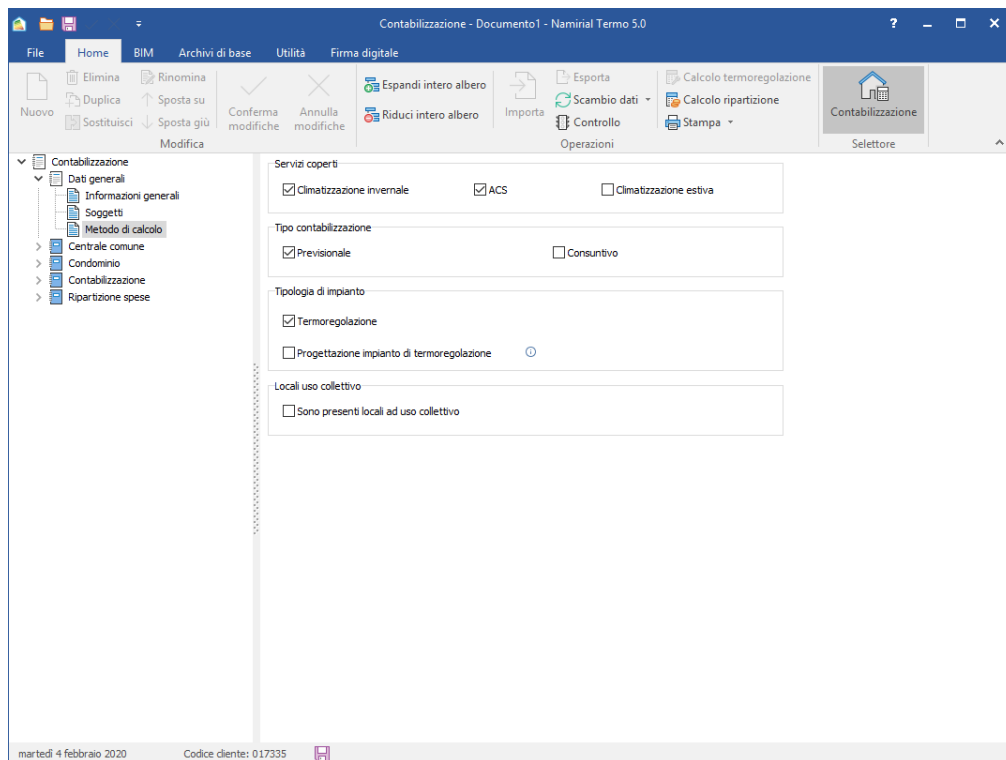 Contabilizzazione - Documento1 - Namirial Termo 5.0
File Home BIM Archivi di base Utilità Firma digitale
Nuovo
Elimina
Duplica
Sostituisci
Rinomina
Sposta su
Sposta giù
Conferma
modifiche
Annulla
modifiche
Modifica
Espandi intero albero
Riduci intero albero
Importa
Esporta
Scambio dati
Controllo
Calcolo termoregolazione
Calcolo ripartizione
Stampa
Operazioni
Contabilizzazione
Selettore
Contabilizzazione
Dati generali
Informazioni generali
Soggetti
Metodo di calcolo
Centrale comune
Condominio
Contabilizzazione
Ripartizione spese
Servizi coperti
Climatizzazione invernale ACS Climatizzazione estiva
Tipo contabilizzazione
Previsionale Consuntivo
Tipologia di impianto
Termoregolazione
Progettazione impianto di termoregolazione
Locali uso collettivo
Sono presenti locali ad uso collettivo
martedì 4 febbraio 2020 Codice cliente: 017335